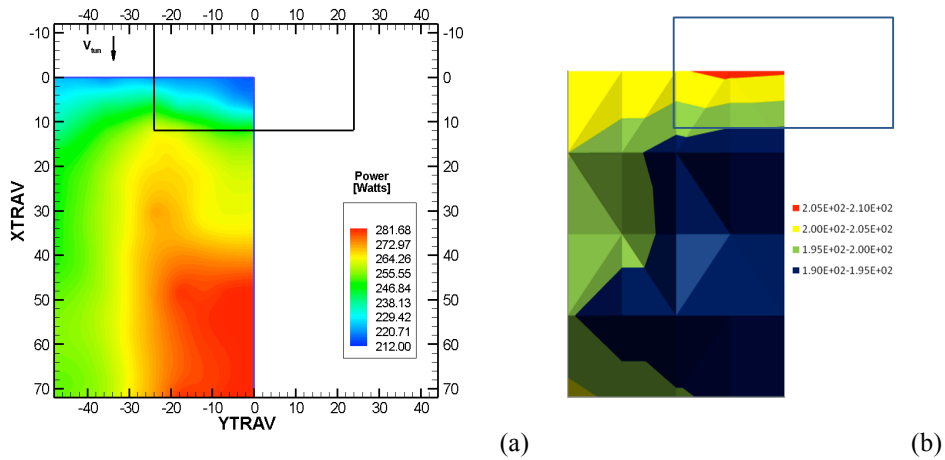 -40 -30 -20 -10 0 10 20 30 40
-10 -10
V_tun
0 0
10 10
20 20
30 30
40 40
50 50
60 60
70 70
XTRAV
Power
[Watts]
281.68
272.97
264.26
255.55
246.84
238.13
229.42
220.71
212.00
-40 -30 -20 -10 0 10 20 30 40
YTRAV
(a)
2.05E+02-2.10E+02
2.00E+02-2.05E+02
1.95E+02-2.00E+02
1.90E+02-1.95E+02
(b)